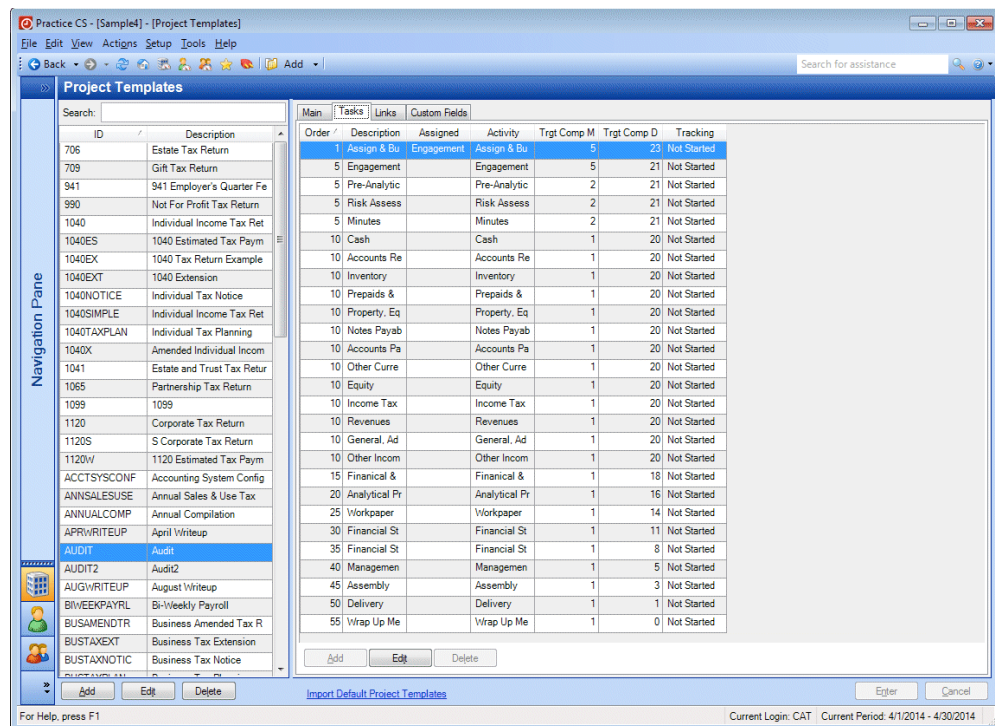 Practice CS - [Sample4] - [Project Templates]
File Edit View Actions Setup Tools Help
Back Add Search for assistance
Project Templates
Navigation Pane
Search:
ID Description
706 Estate Tax Return
709 Gift Tax Return
941 941 Employer's Quarter Fe
990 Not For Profit Tax Return
1040 Individual Income Tax Ret
1040ES 1040 Estimated Tax Paym
1040EX 1040 Tax Return Example
1040EXT 1040 Extension
1040NOTICE Individual Tax Notice
1040SIMPLE Individual Income Tax Ret
1040TAXPLAN Individual Tax Planning
1040X Amended Individual Incom
1041 Estate and Trust Tax Retur
1065 Partnership Tax Return
1099 1099
1120 Corporate Tax Return
1120S S Corporate Tax Return
1120W 1120 Estimated Tax Paym
ACCTSYSCONF Accounting System Config
ANNSALESUSE Annual Sales & Use Tax
ANNUALCOMP Annual Compilation
APRWRITEUP April Writeup
AUDIT Audit
AUDIT2 Audit2
AUGWRITEUP August Writeup
BIWEEKPAYRL Bi-Weekly Payroll
BUSAMENDTR Business Amended Tax R
BUSTAXEXT Business Tax Extension
BUSTAXNOTIC Business Tax Notice
Add Edit Delete
Main Tasks Links Custom Fields
Order Description Assigned Activity Trgt Comp M Trgt Comp D Tracking
1 Assign & Bu Engagement Assign & Bu 5 23 Not Started
5 Engagement Engagement 5 21 Not Started
5 Pre-Analytic Pre-Analytic 2 21 Not Started
5 Risk Assess Risk Assess 2 21 Not Started
5 Minutes Minutes 2 21 Not Started
10 Cash Cash 1 20 Not Started
10 Accounts Re Accounts Re 1 20 Not Started
10 Inventory Inventory 1 20 Not Started
10 Prepaids & Prepaids & 1 20 Not Started
10 Property, Eq Property, Eq 1 20 Not Started
10 Notes Payab Notes Payab 1 20 Not Started
10 Accounts Pa Accounts Pa 1 20 Not Started
10 Other Curre Other Curre 1 20 Not Started
10 Equity Equity 1 20 Not Started
10 Income Tax Income Tax 1 20 Not Started
10 Revenues Revenues 1 20 Not Started
10 General, Ad General, Ad 1 20 Not Started
10 Other Incom Other Incom 1 20 Not Started
15 Finanical & Finanical & 1 18 Not Started
20 Analytical Pr Analytical Pr 1 16 Not Started
25 Workpaper Workpaper 1 14 Not Started
30 Financial St Financial St 1 11 Not Started
35 Financial St Financial St 1 8 Not Started
40 Managemen Managemen 1 5 Not Started
45 Assembly Assembly 1 3 Not Started
50 Delivery Delivery 1 1 Not Started
55 Wrap Up Me Wrap Up Me 1 0 Not Started
Add Edit Delete
Import Default Project Templates
Enter Cancel
For Help, press F1
Current Login: CAT Current Period: 4/1/2014 - 4/30/2014